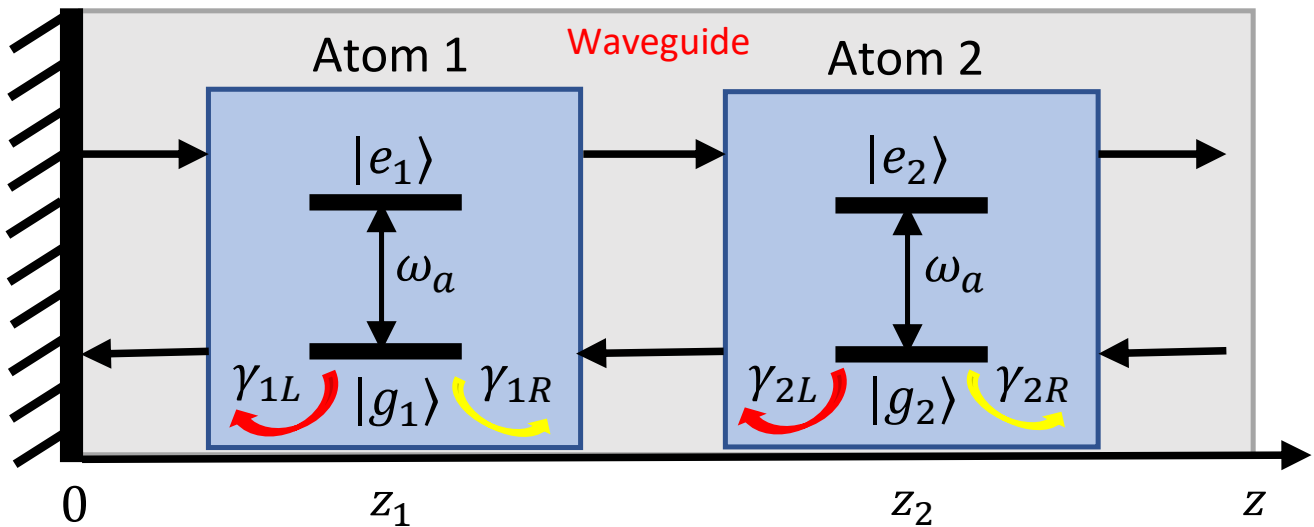 Waveguide
Atom 1
Atom 2
|e₁⟩
|e₂⟩
ωₐ
ωₐ
γ₁L
|g₁⟩
γ₁R
γ₂L
|g₂⟩
γ₂R
0
z₁
z₂
z